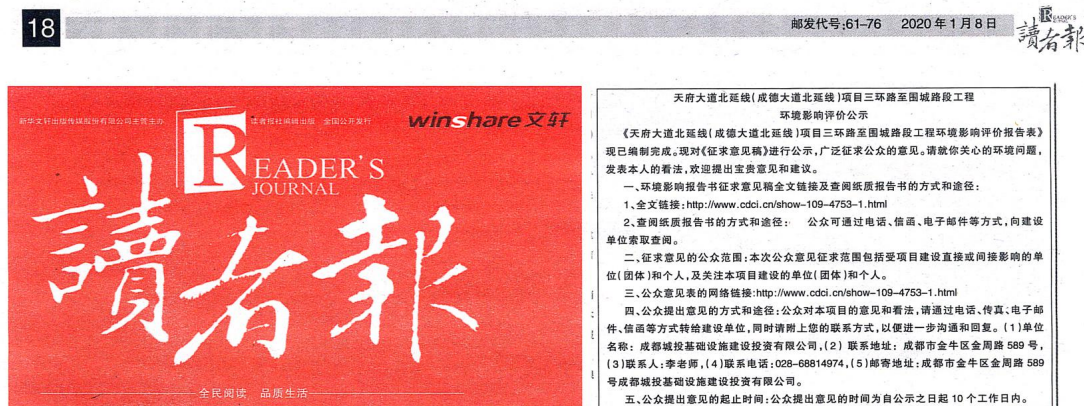 18
邮发代号:61-76 2020年1月8日
READER'S
讀者報
新华文轩出版传媒股份有限公司主管主办
读者报社编辑出版 全国公开发行
winshare文轩
READER'S
JOURNAL
讀者報
全民阅读 品质生活
天府大道北延线(成德大道北延线)项目三环路至围城路段工程
环境影响评价公示
《天府大道北延线(成德大道北延线)项目三环路至围城路段工程环境影响评价报告表》
现已编制完成。现对《征求意见稿》进行公示,广泛征求公众的意见。请就你关心的环境问题,
发表本人的看法,欢迎提出宝贵意见和建议。
一、环境影响报告书征求意见稿全文链接及查阅纸质报告书的方式和途径:
1、全文链接:http://www.cdci.cn/show-109-4753-1.html
2、查阅纸质报告书的方式和途径: 公众可通过电话、信函、电子邮件等方式,向建设
单位索取查阅。
二、征求意见的公众范围:本次公众意见征求范围包括受项目建设直接或间接影响的单
位(团体)和个人,及关注本项目建设的单位(团体)和个人。
三、公众意见表的网络链接:http://www.cdci.cn/show-109-4753-1.html
四、公众提出意见的方式和途径:公众对本项目的意见和看法,请通过电话、传真、电子邮
件、信函等方式转给建设单位,同时请附上您的联系方式,以便进一步沟通和回复。(1)单位
名称: 成都城投基础设施建设投资有限公司,(2) 联系地址: 成都市金牛区金周路 589 号,
(3)联系人:李老师,(4)联系电话:028-68814974,(5)邮寄地址:成都市金牛区金周路 589
号成都城投基础设施建设投资有限公司。
五、公众提出意见的起止时间:公众提出意见的时间为自公示之日起 10 个工作日内。